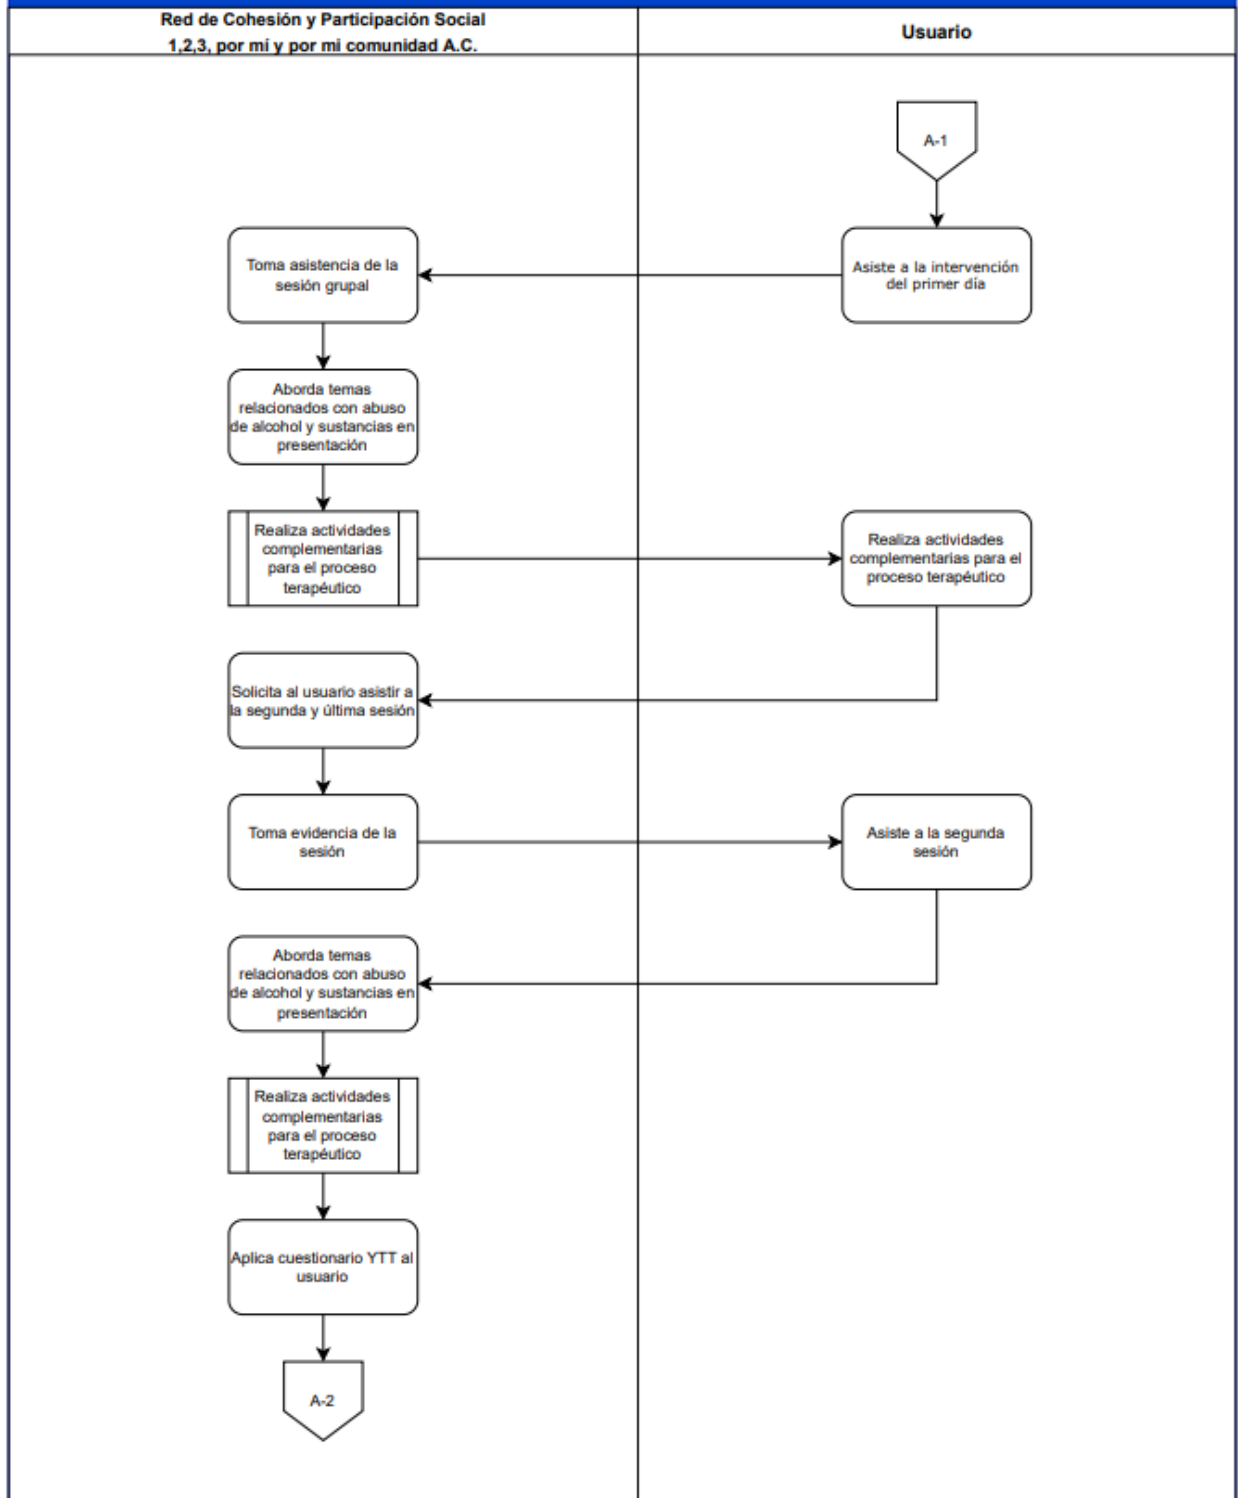 Red de Cohesión y Participación Social
1,2,3, por mí y por mi comunidad A.C.
Usuario
A-1
Asiste a la intervención
del primer día
Toma asistencia de la
sesión grupal
Aborda temas
relacionados con abuso
de alcohol y sustancias en
presentación
Realiza actividades
complementarias
para el proceso
terapéutico
Realiza actividades
complementarias para el
proceso terapéutico
Solicita al usuario asistir a
la segunda y última sesión
Toma evidencia de la
sesión
Asiste a la segunda
sesión
Aborda temas
relacionados con abuso
de alcohol y sustancias en
presentación
Realiza actividades
complementarias
para el proceso
terapéutico
Aplica cuestionario YTT al
usuario
A-2